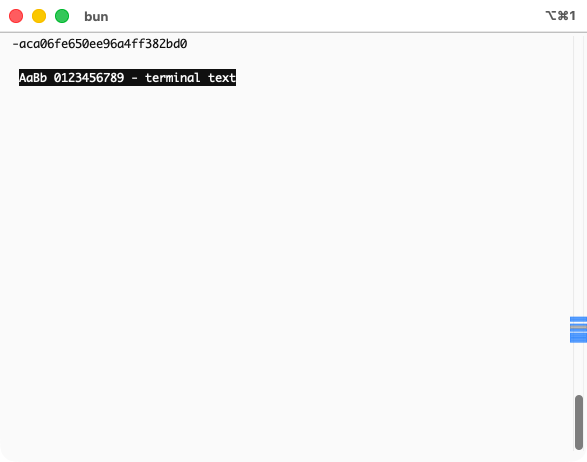 bun ⌥⌘1
-aca06fe650ee96a4ff382bd0
AaBb 0123456789 - terminal text